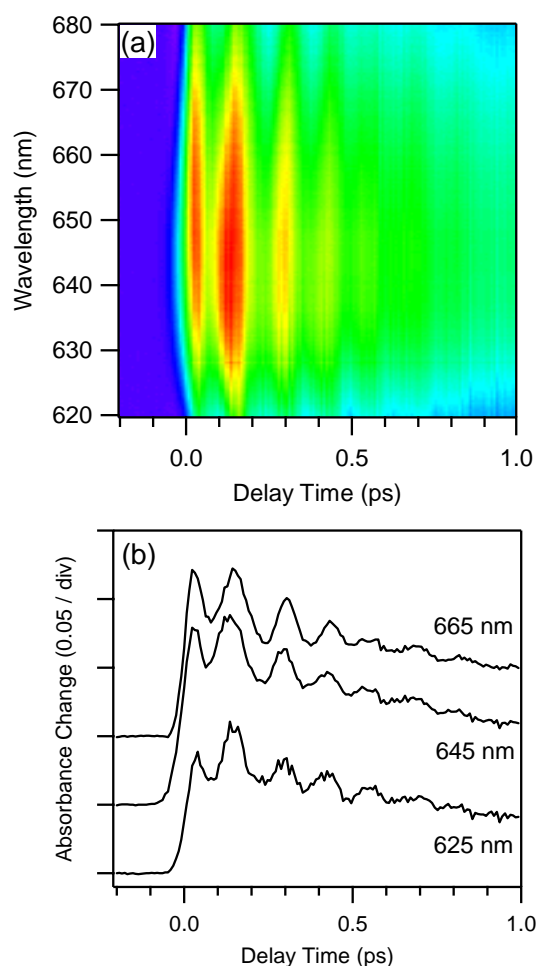 (a)
Wavelength (nm)
680
670
660
650
640
630
620
0.0 0.5 1.0
Delay Time (ps)
(b)
Absorbance Change (0.05 / div)
665 nm
645 nm
625 nm
0.0 0.5 1.0
Delay Time (ps)